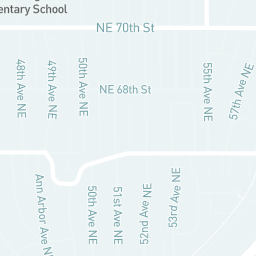 entary School
NE 70th St
48th Ave NE
49th Ave NE
50th Ave NE
NE 68th St
55th Ave NE
57th Ave NE
Ann Arbor Ave N
50th Ave NE
51st Ave NE
52nd Ave NE
53rd Ave NE